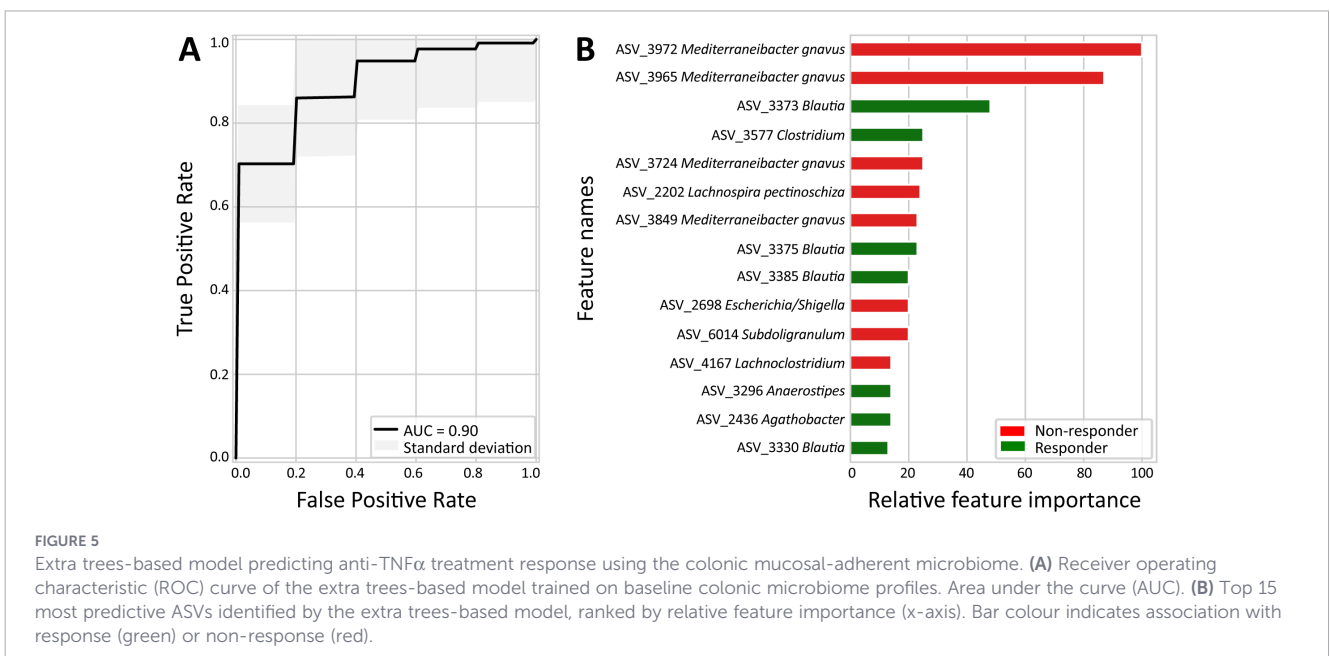 A
True Positive Rate
1.0
0.8
0.6
0.4
0.2
0.0
0.0 0.2 0.4 0.6 0.8 1.0
False Positive Rate
AUC = 0.90
Standard deviation
B
Feature names
ASV_3972 Mediterraneibacter gnavus
ASV_3965 Mediterraneibacter gnavus
ASV_3373 Blautia
ASV_3577 Clostridium
ASV_3724 Mediterraneibacter gnavus
ASV_2202 Lachnospira pectinoschiza
ASV_3849 Mediterraneibacter gnavus
ASV_3375 Blautia
ASV_3385 Blautia
ASV_2698 Escherichia/Shigella
ASV_6014 Subdoligranulum
ASV_4167 Lachnoclostridium
ASV_3296 Anaerostipes
ASV_2436 Agathobacter
ASV_3330 Blautia
Non-responder
Responder
0 20 40 60 80 100
Relative feature importance
FIGURE 5
Extra trees-based model predicting anti-TNFα treatment response using the colonic mucosal-adherent microbiome. (A) Receiver operating
characteristic (ROC) curve of the extra trees-based model trained on baseline colonic microbiome profiles. Area under the curve (AUC). (B) Top 15
most predictive ASVs identified by the extra trees-based model, ranked by relative feature importance (x-axis). Bar colour indicates association with
response (green) or non-response (red).